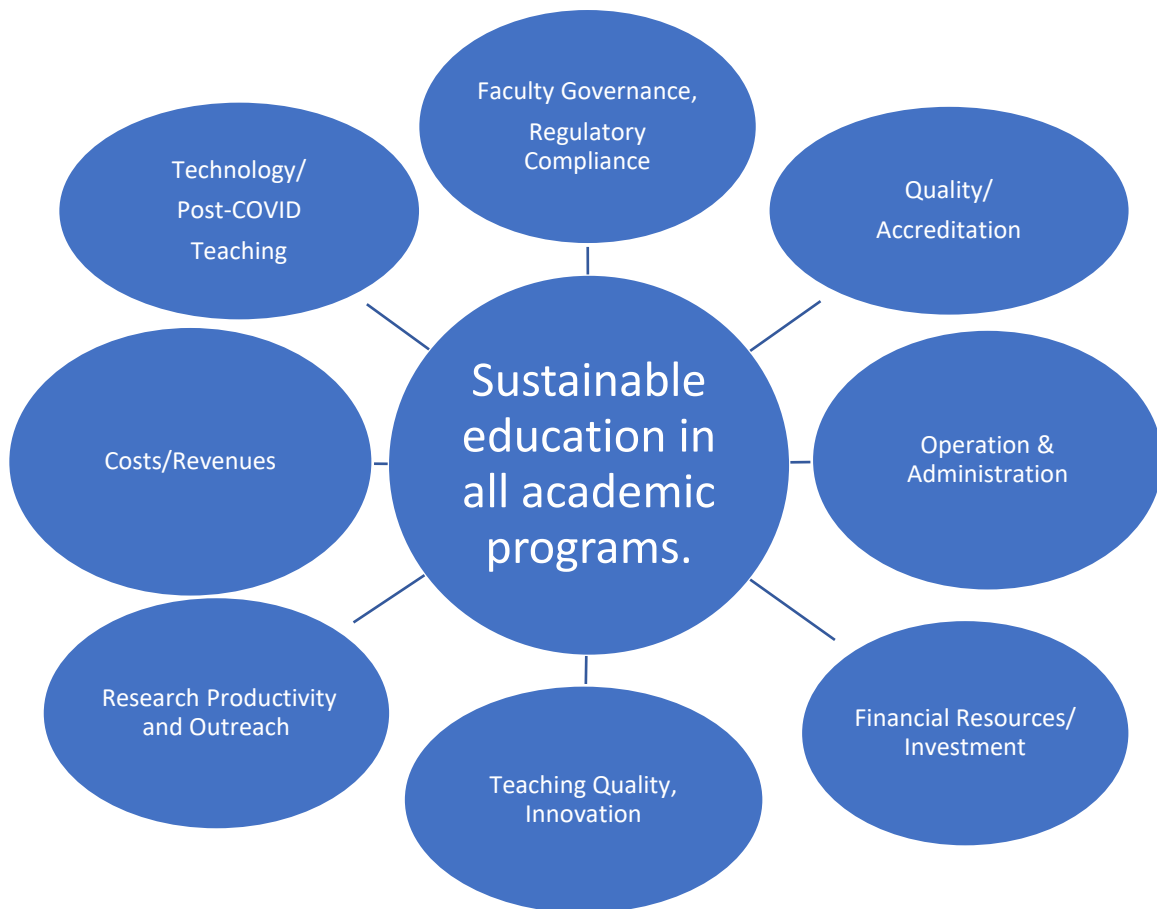 Faculty Governance,
Regulatory
Compliance
Technology/
Post-COVID
Teaching
Quality/
Accreditation
Sustainable
education in
all academic
programs.
Costs/Revenues
Operation &
Administration
Research Productivity
and Outreach
Financial Resources/
Investment
Teaching Quality,
Innovation